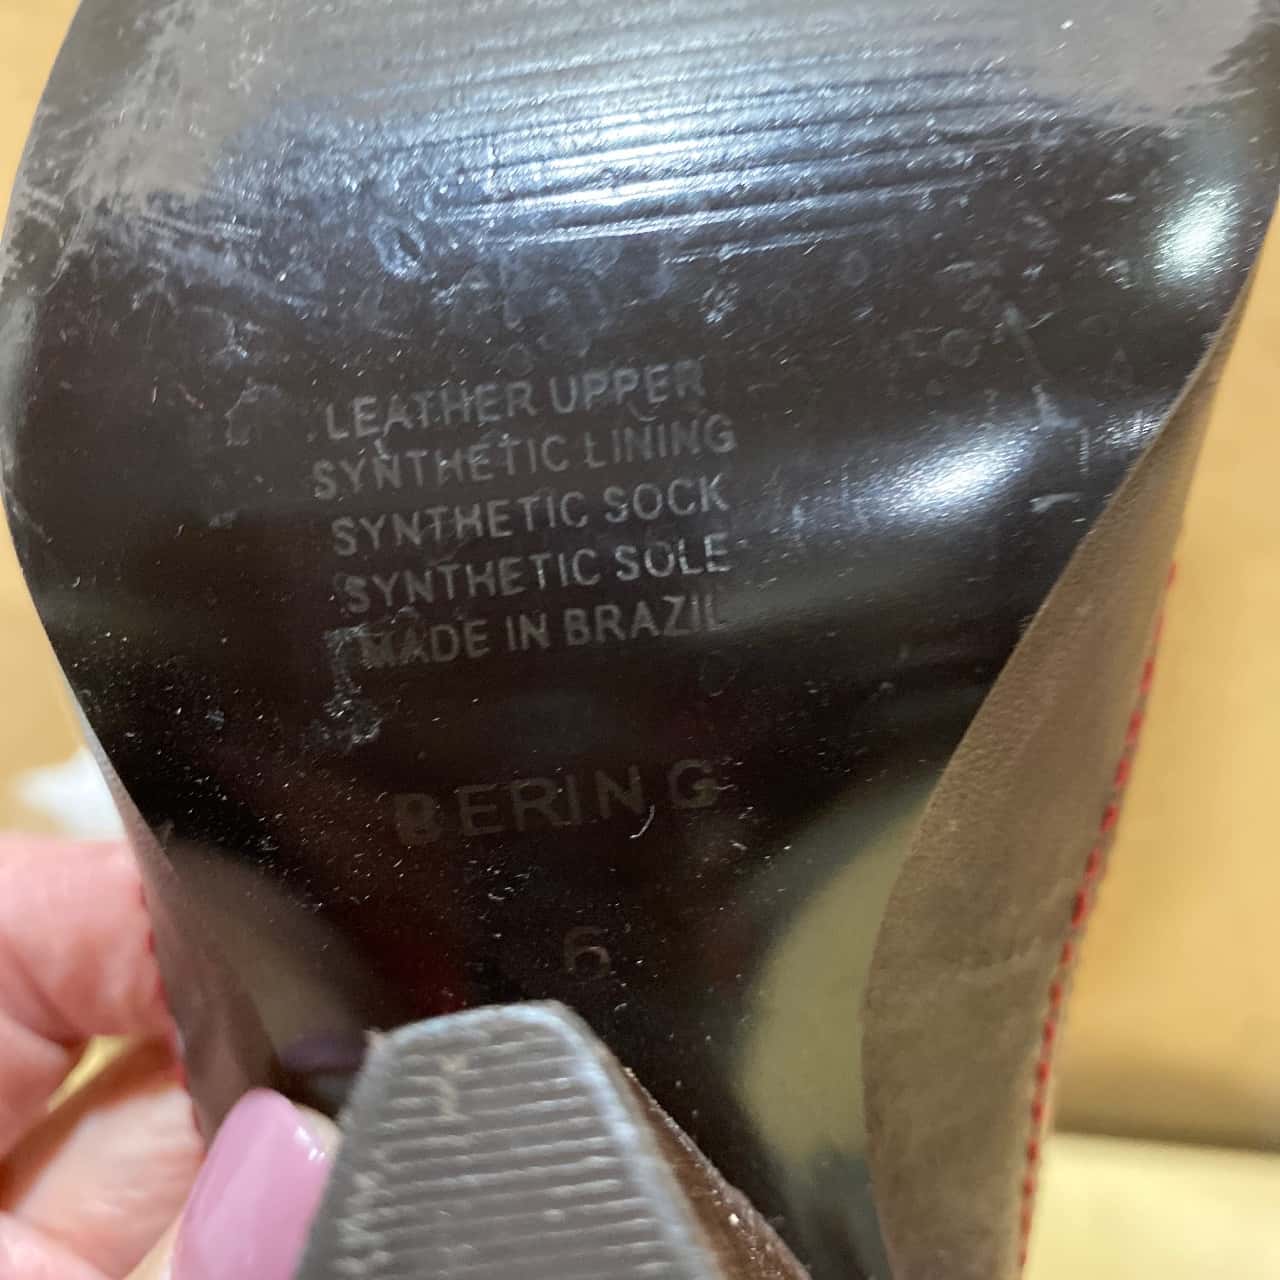 LEATHER UPPER
SYNTHETIC LINING
SYNTHETIC SOCK
SYNTHETIC SOLE
MADE IN BRAZIL
BERING
6